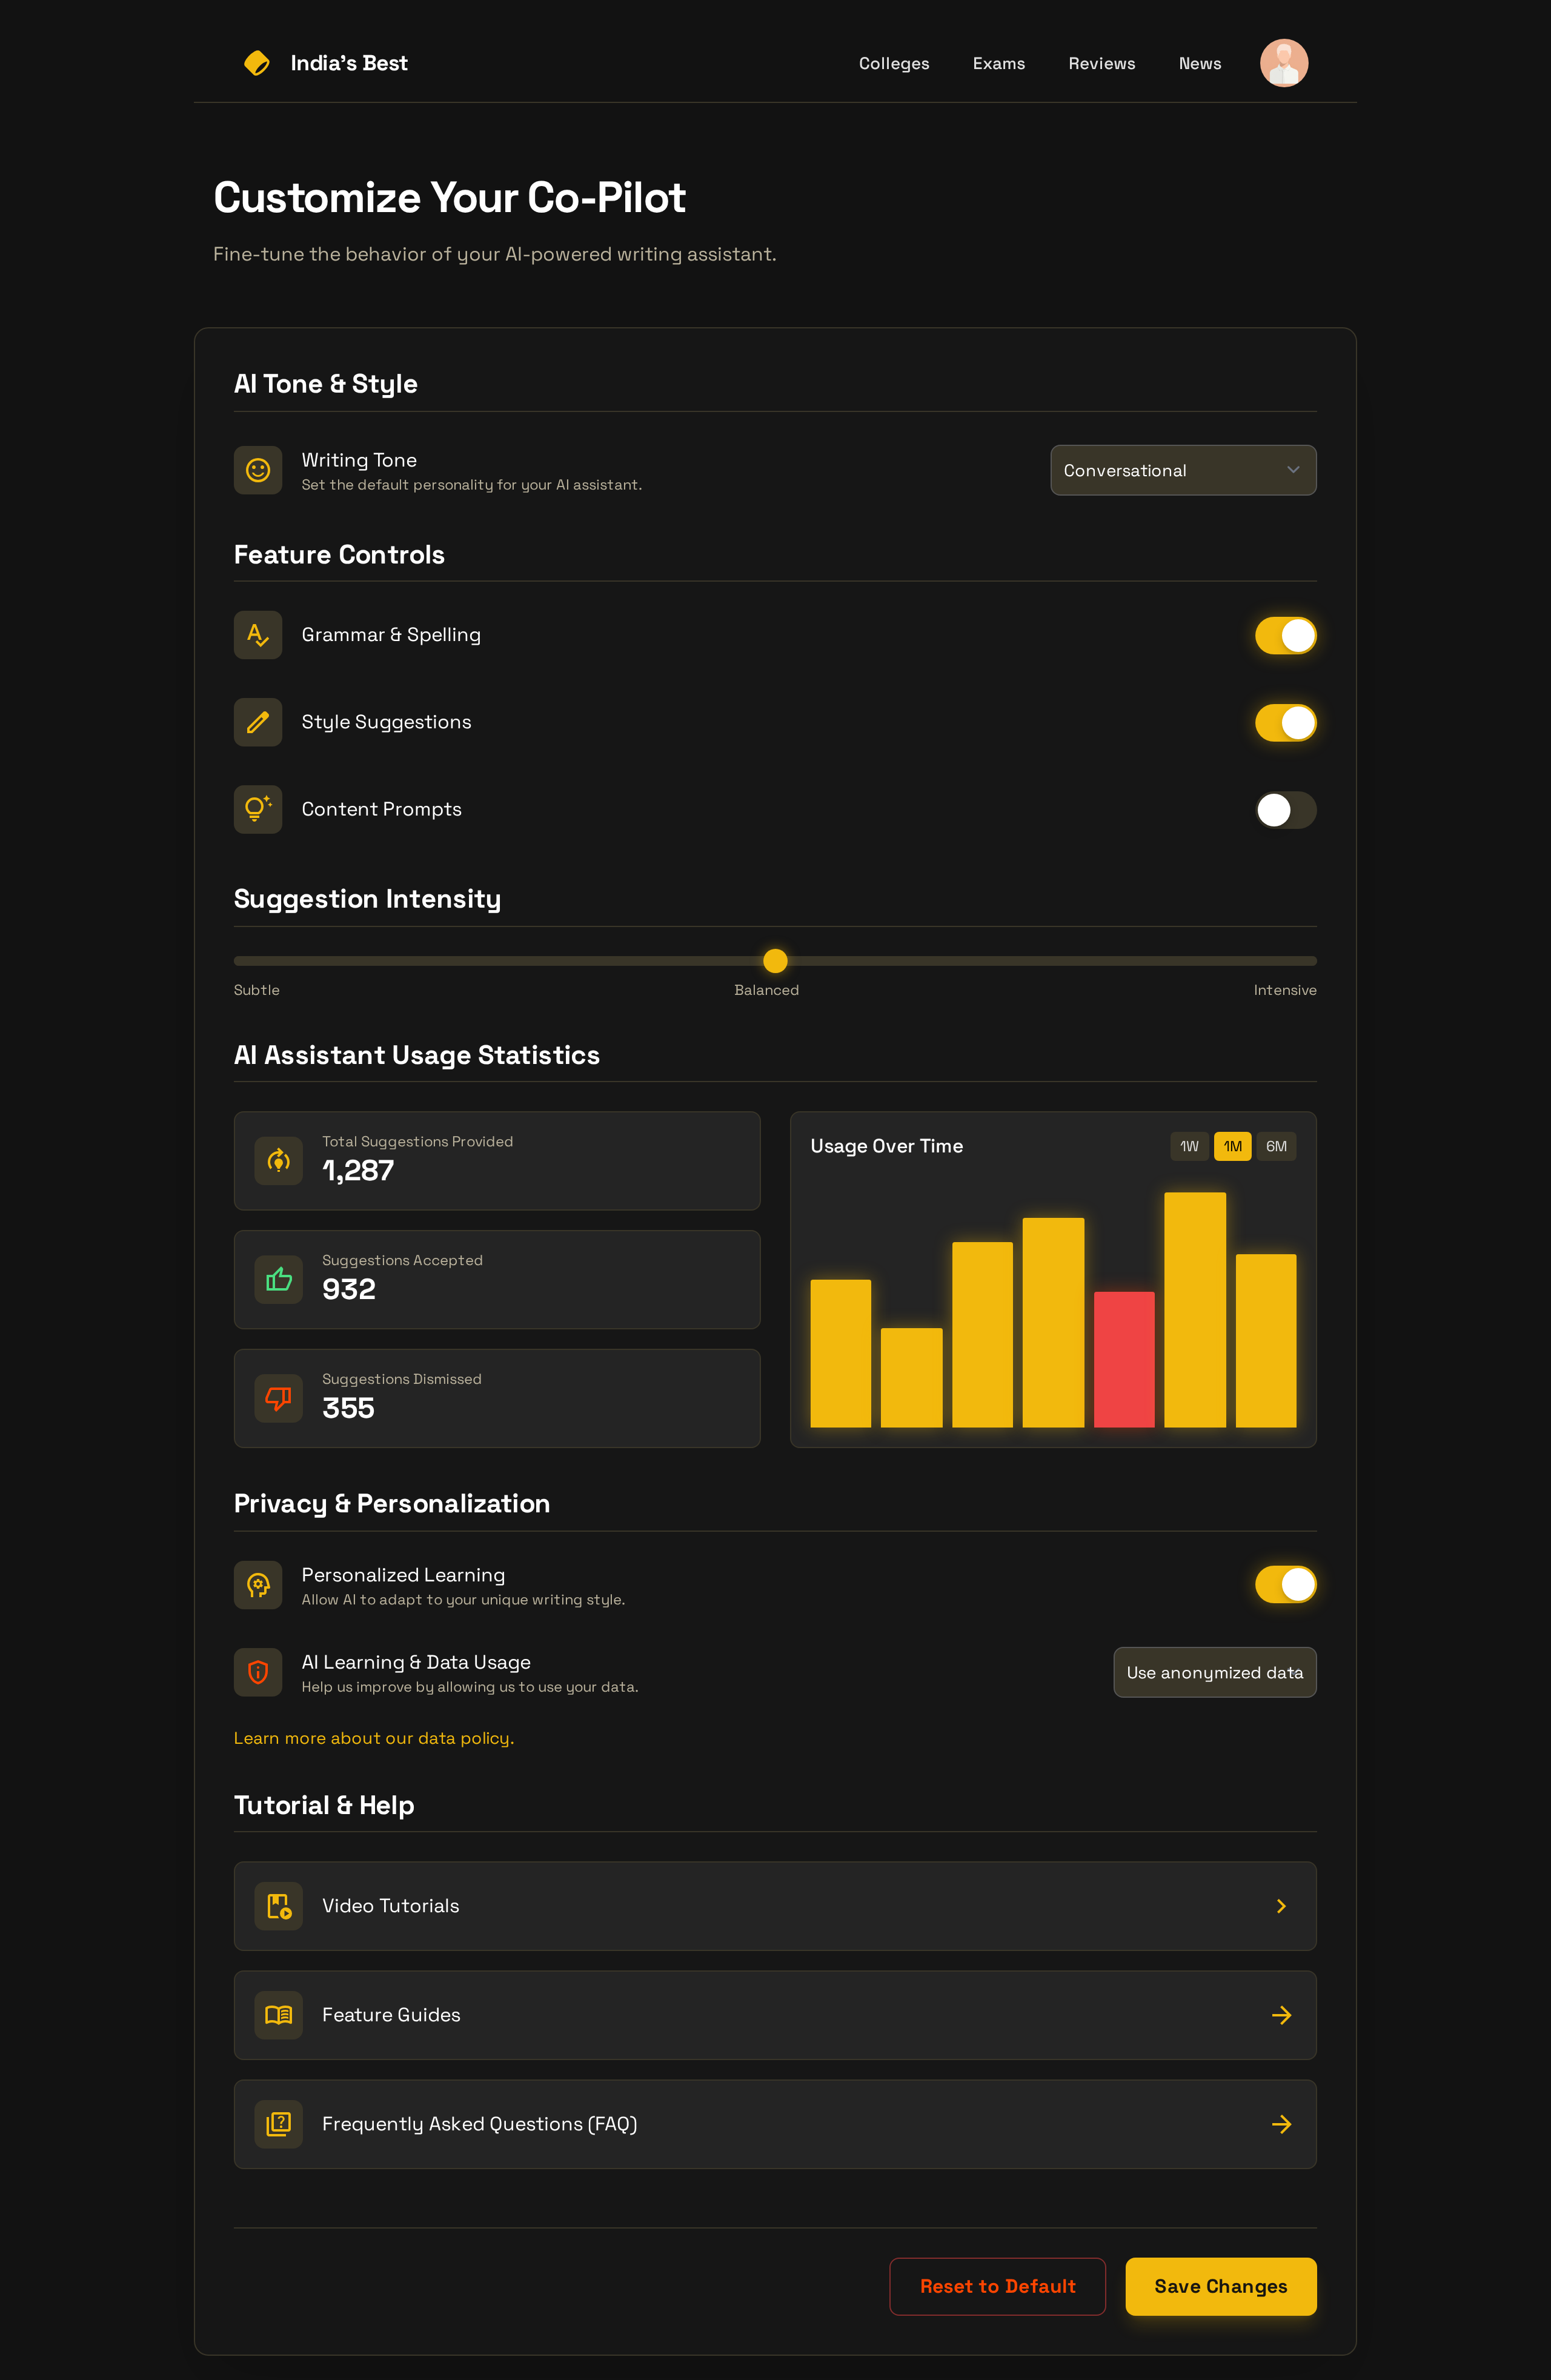 India's Best
Colleges
Exams
Reviews
News
Customize Your Co-Pilot
Fine-tune the behavior of your AI-powered writing assistant.
AI Tone & Style
Writing Tone
Set the default personality for your AI assistant.
Conversational
Feature Controls
Grammar & Spelling
Style Suggestions
Content Prompts
Suggestion Intensity
Subtle
Balanced
Intensive
AI Assistant Usage Statistics
Total Suggestions Provided
1,287
Suggestions Accepted
932
Suggestions Dismissed
355
Usage Over Time
1W
1M
6M
Privacy & Personalization
Personalized Learning
Allow AI to adapt to your unique writing style.
AI Learning & Data Usage
Help us improve by allowing us to use your data.
Use anonymized data
Learn more about our data policy.
Tutorial & Help
Video Tutorials
Feature Guides
Frequently Asked Questions (FAQ)
Reset to Default
Save Changes